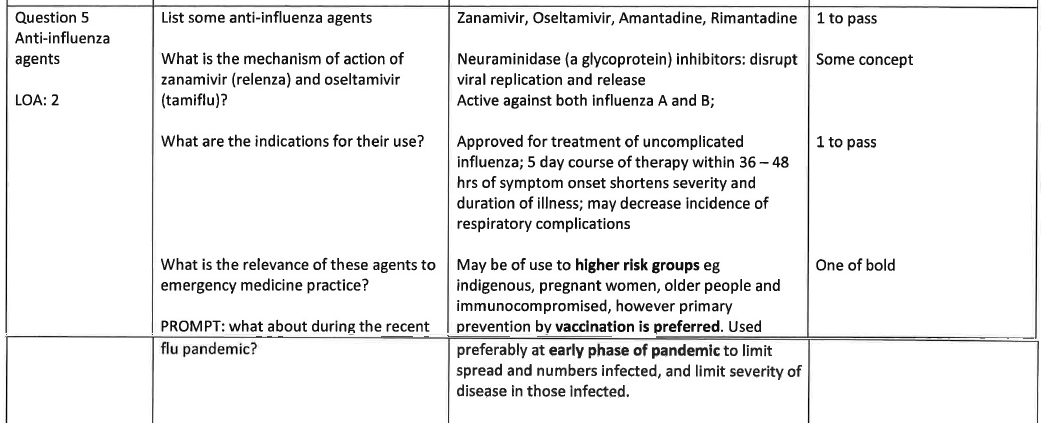 Question 5
Anti-influenza
agents
LOA: 2
List some anti-influenza agents
What is the mechanism of action of
zanamivir (relenza) and oseltamivir
(tamiflu)?
What are the indications for their use?
What is the relevance of these agents to
emergency medicine practice?
PROMPT: what about during the recent
flu pandemic?
Zanamivir, Oseltamivir, Amantadine, Rimantadine
Neuraminidase (a glycoprotein) inhibitors: disrupt
viral replication and release
Active against both influenza A and B;
Approved for treatment of uncomplicated
influenza; 5 day course of therapy within 36 – 48
hrs of symptom onset shortens severity and
duration of illness; may decrease incidence of
respiratory complications
May be of use to higher risk groups eg
indigenous, pregnant women, older people and
immunocompromised, however primary
prevention by vaccination is preferred. Used
preferably at early phase of pandemic to limit
spread and numbers infected, and limit severity of
disease in those infected.
1 to pass
Some concept
1 to pass
One of bold